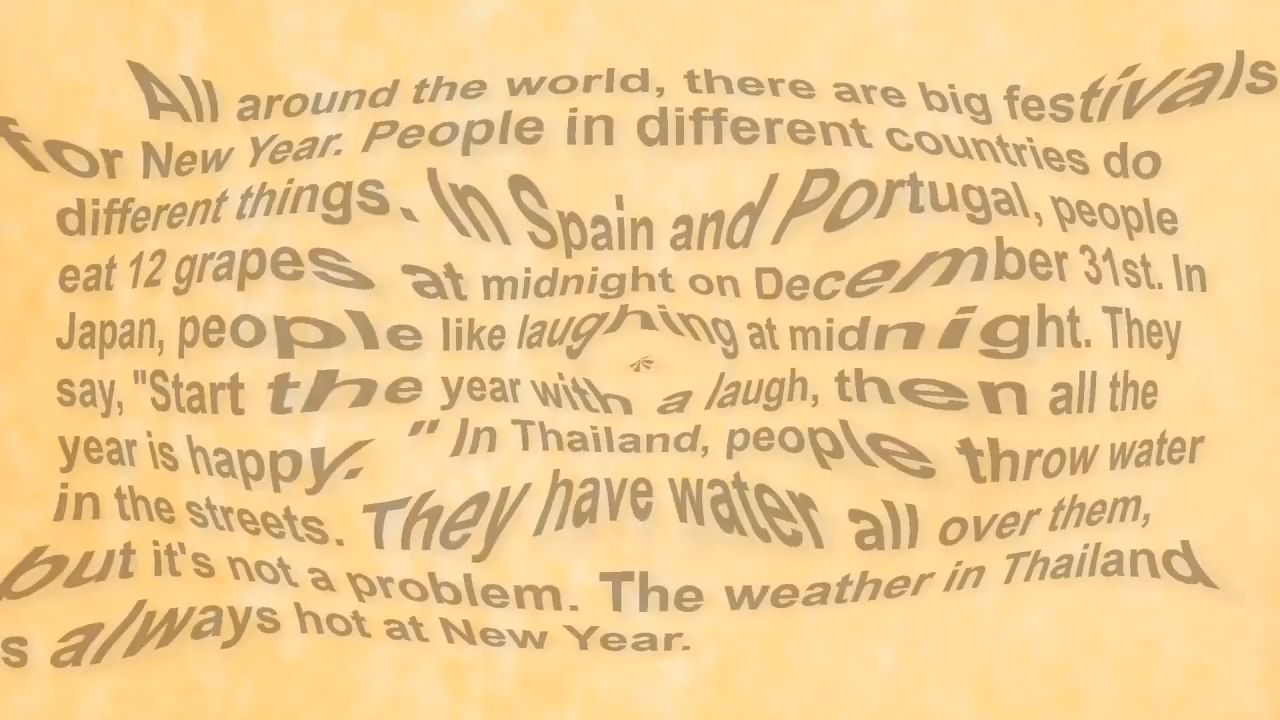 All around the world, there are big festivals
for New Year. People in different countries do
different things. In Spain and Portugal, people
eat 12 grapes at midnight on December 31st. In
Japan, people like laughing at midnight. They
say, "Start the year with a laugh, then all the
year is happy. " In Thailand, people throw water
in the streets. They have water all over them,
but it's not a problem. The weather in Thailand
s always hot at New Year.